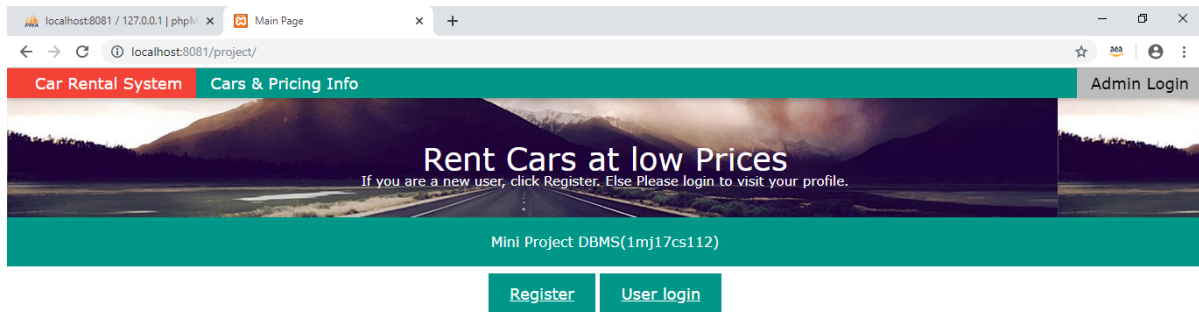 localhost:8081 / 127.0.0.1 | phpM
Main Page
localhost:8081/project/
Car Rental System Cars & Pricing Info Admin Login
Rent Cars at low Prices
If you are a new user, click Register. Else Please login to visit your profile.
Mini Project DBMS(1mj17cs112)
Register User login